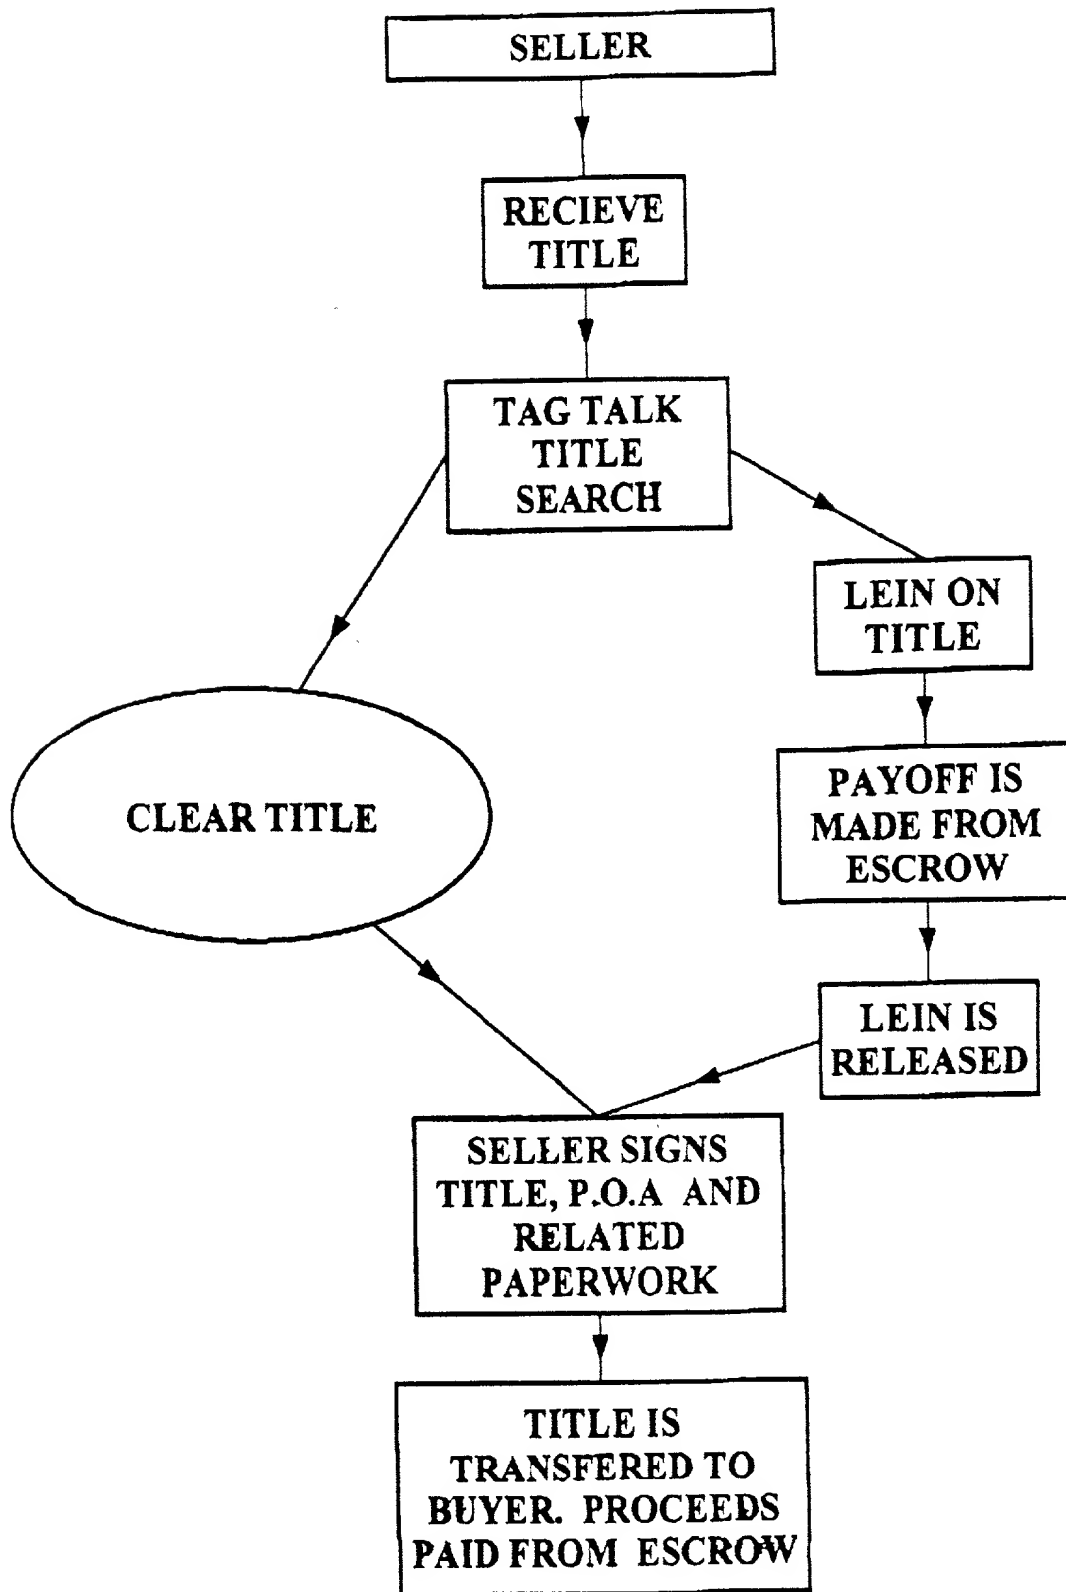 SELLER
RECIEVE
TITLE
TAG TALK
TITLE
SEARCH
LEIN ON
TITLE
CLEAR TITLE
PAYOFF IS
MADE FROM
ESCROW
LEIN IS
RELEASED
SELLER SIGNS
TITLE, P.O.A AND
RELATED
PAPERWORK
TITLE IS
TRANSFERED TO
BUYER. PROCEEDS
PAID FROM ESCROW